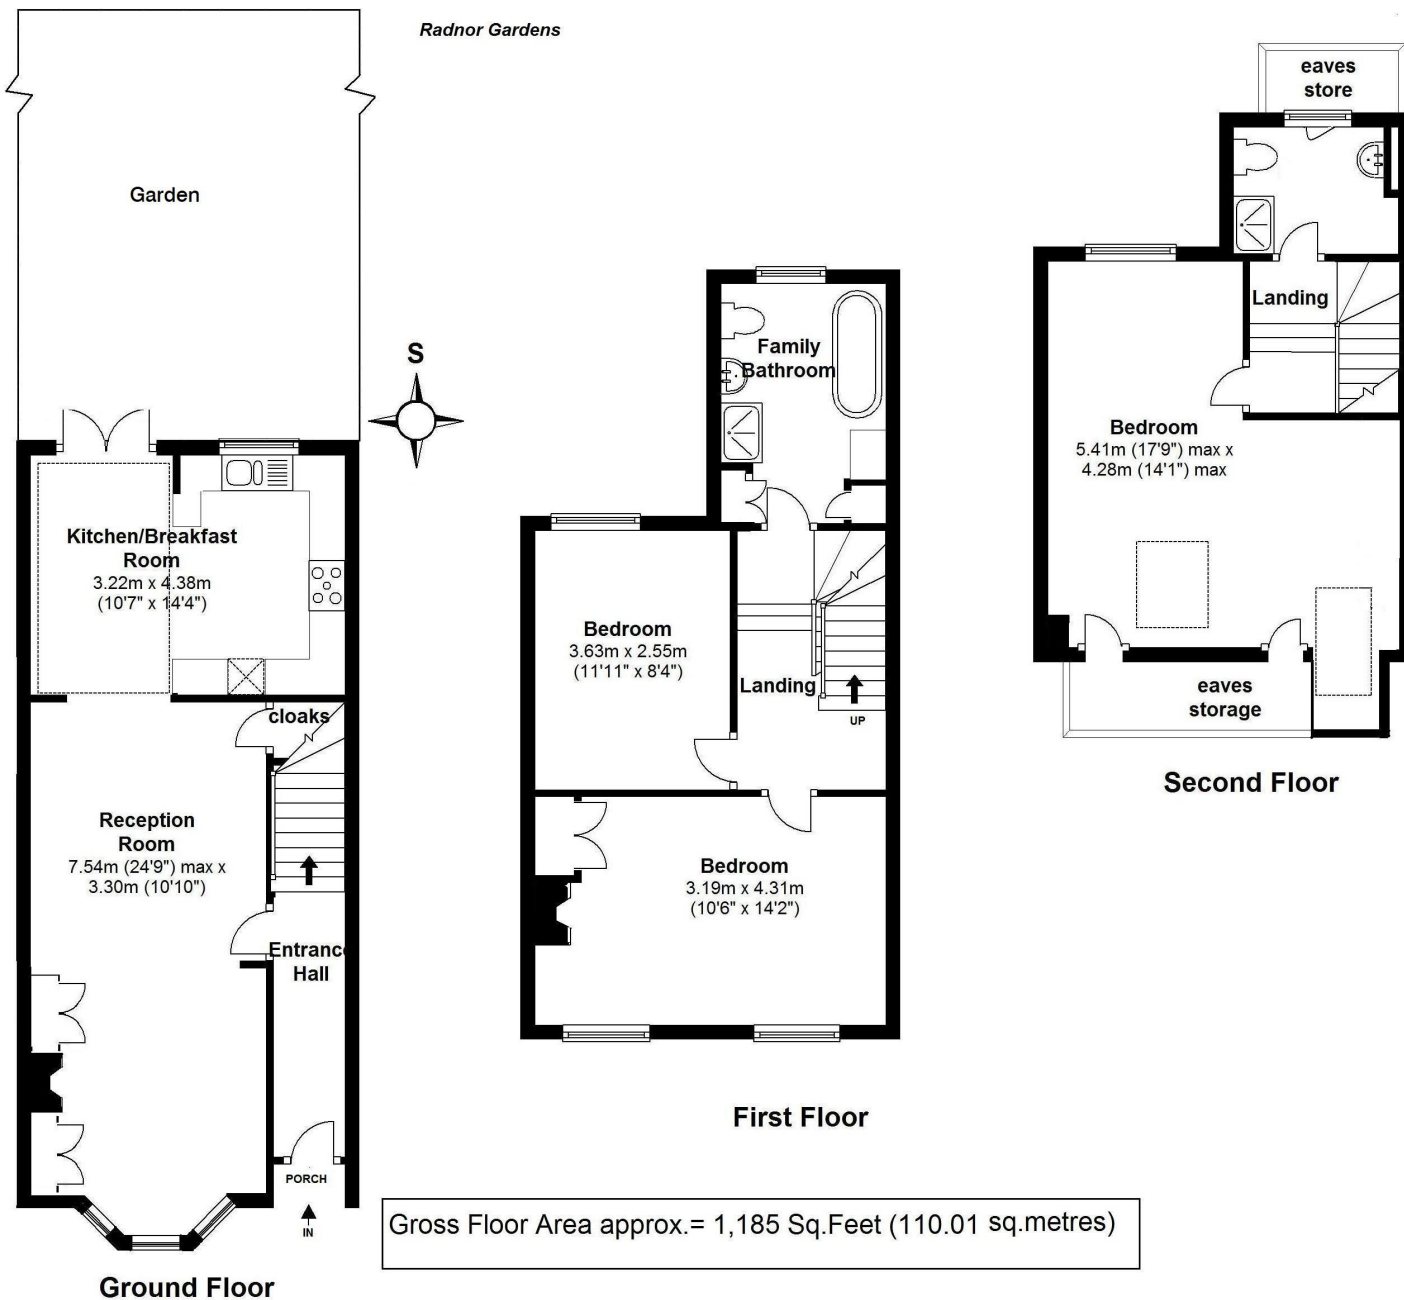 Radnor Gardens
Garden
S
Kitchen/Breakfast
Room
3.22m x 4.38m
(10'7" x 14'4")
cloaks
Reception
Room
7.54m (24'9") max x
3.30m (10'10")
Entrance
Hall
PORCH
IN
Ground Floor
Family
Bathroom
Bedroom
3.63m x 2.55m
(11'11" x 8'4")
Landing
UP
Bedroom
3.19m x 4.31m
(10'6" x 14'2")
First Floor
eaves
store
Landing
Bedroom
5.41m (17'9") max x
4.28m (14'1") max
eaves
storage
Second Floor
Gross Floor Area approx.= 1,185 Sq.Feet (110.01 sq.metres)